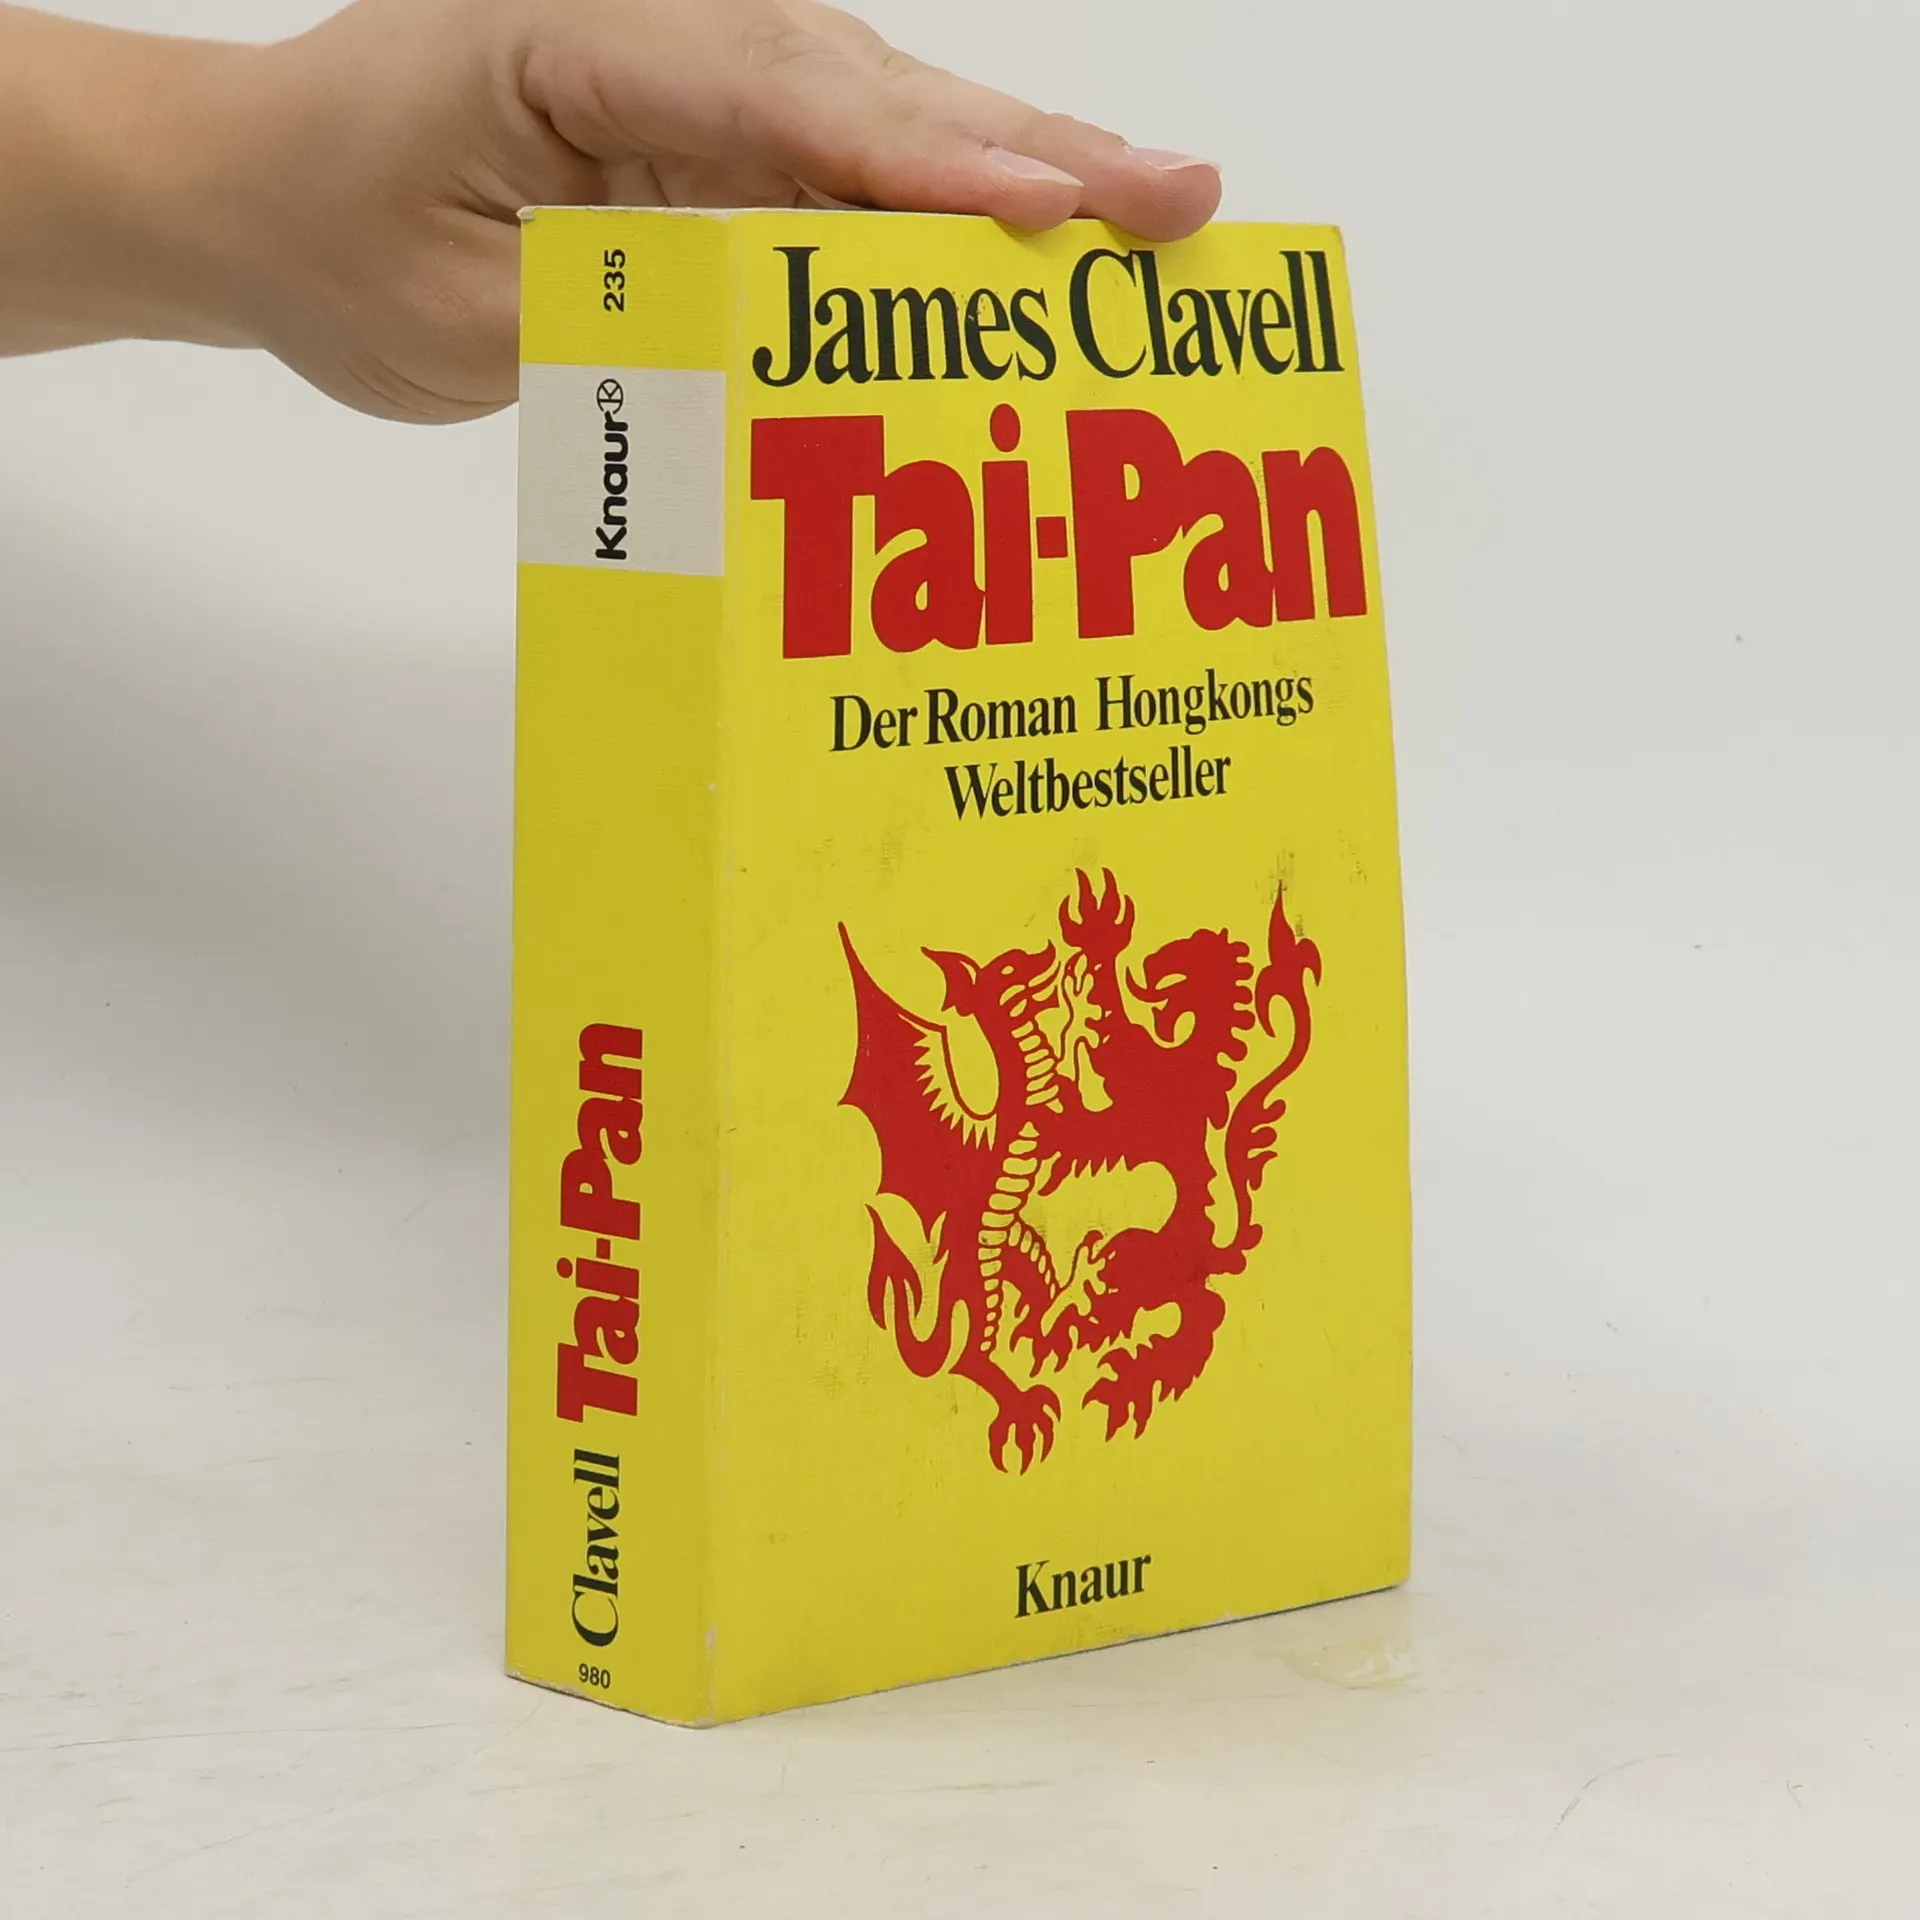 235
Knaur
Tai-Pan
Clavell
980
James Clavell
Tai-Pan
Der Roman Hongkongs
Weltbestseller
Knaur